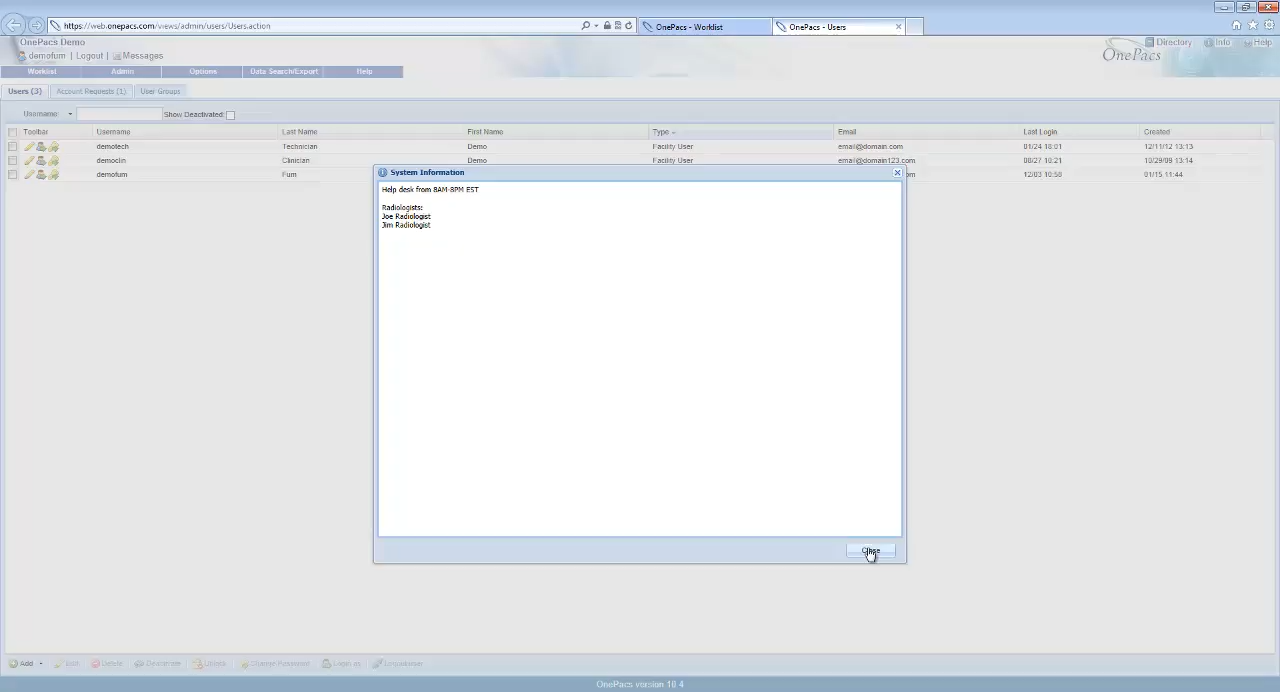 https://web.onepacs.com/views/admin/users/Users.action
OnePacs - Worklist
OnePacs - Users
OnePacs Demo
demofum | Logout | Messages
Directory
Info
Help
OnePacs
Worklist
Admin
Options
Data Search/Export
Help
Users (3)
Account Requests (1)
User Groups
Username:
Show Deactivated:
Toolbar Username Last Name First Name Type Email Last Login Created
demotech Technician Demo Facility User email@domain.com 01/24 18:01 12/11/12 13:13
democlin Clinician Demo Facility User email@domain123.com 08/27 10:21 10/29/09 13:14
demofum Fum 12/03 10:50 01/15 11:44
System Information
Help desk from 8AM-8PM EST
Radiologists:
Joe Radiologist
Jim Radiologist
Close
Add
Edit
Delete
Deactivate
Unlock
Change Password
Login as
OnePacs version 10.4